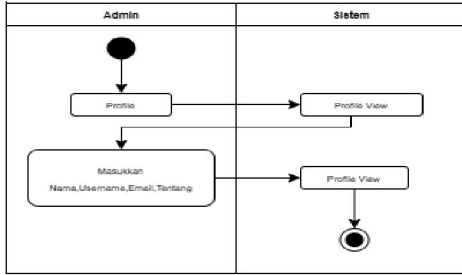 Admin
Sistem
Profile
Profile View
Masukkan
Nama,Username,Email,Tentang
Profile View